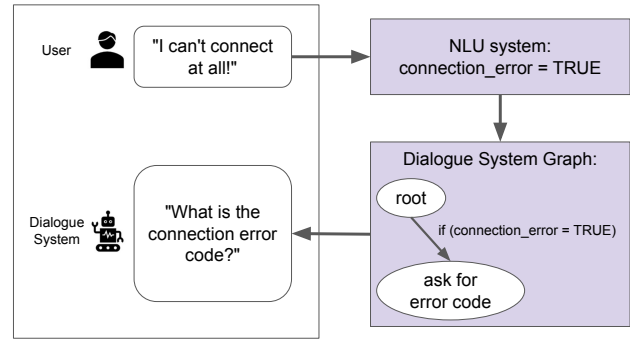 User
"I can't connect
at all!"
NLU system:
connection_error = TRUE
Dialogue System Graph:
root
if (connection_error = TRUE)
ask for
error code
Dialogue
System
"What is the
connection error
code?"